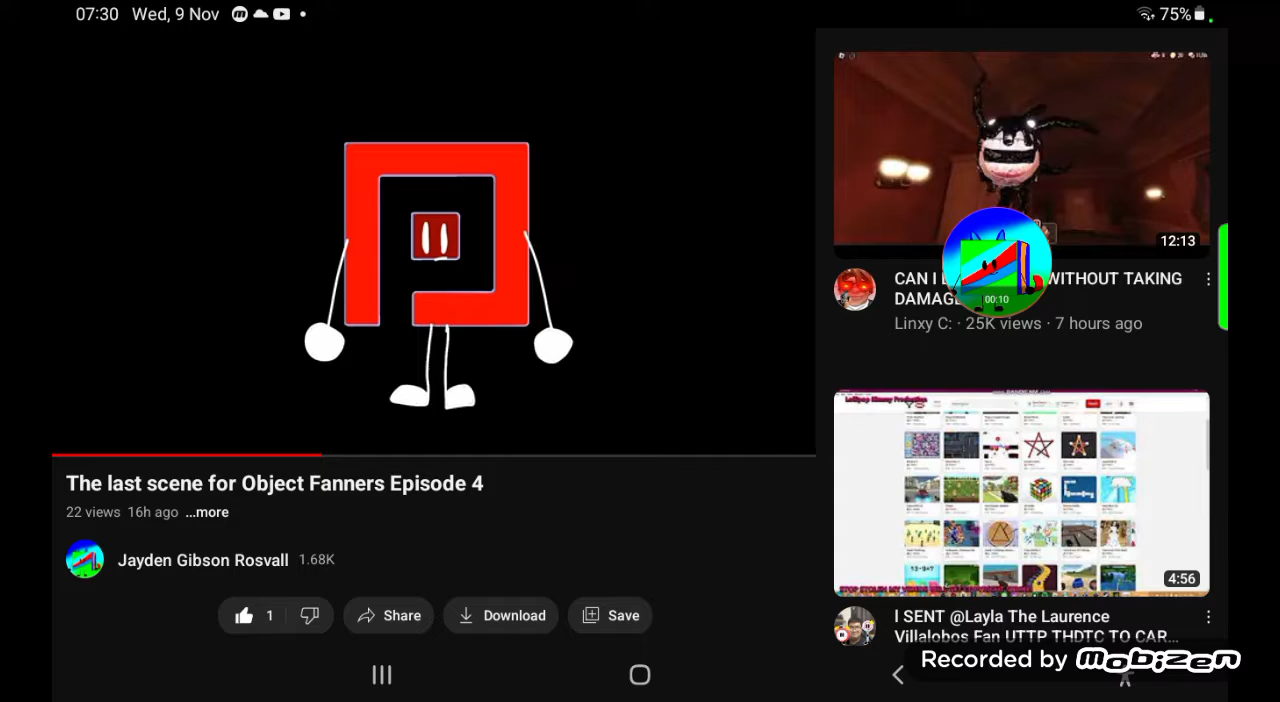 07:30 Wed, 9 Nov
75%
12:13
CAN I WITHOUT TAKING
DAMAG
00:10
Linxy C: · 25K views · 7 hours ago
The last scene for Object Fanners Episode 4
22 views 16h ago ...more
Jayden Gibson Rosvall 1.68K
1
Share
Download
Save
Lollipop
4:56
I SENT @Layla The Laurence
Villalobos Fan UTTP THDTC TO CAR...
Recorded by mobizen